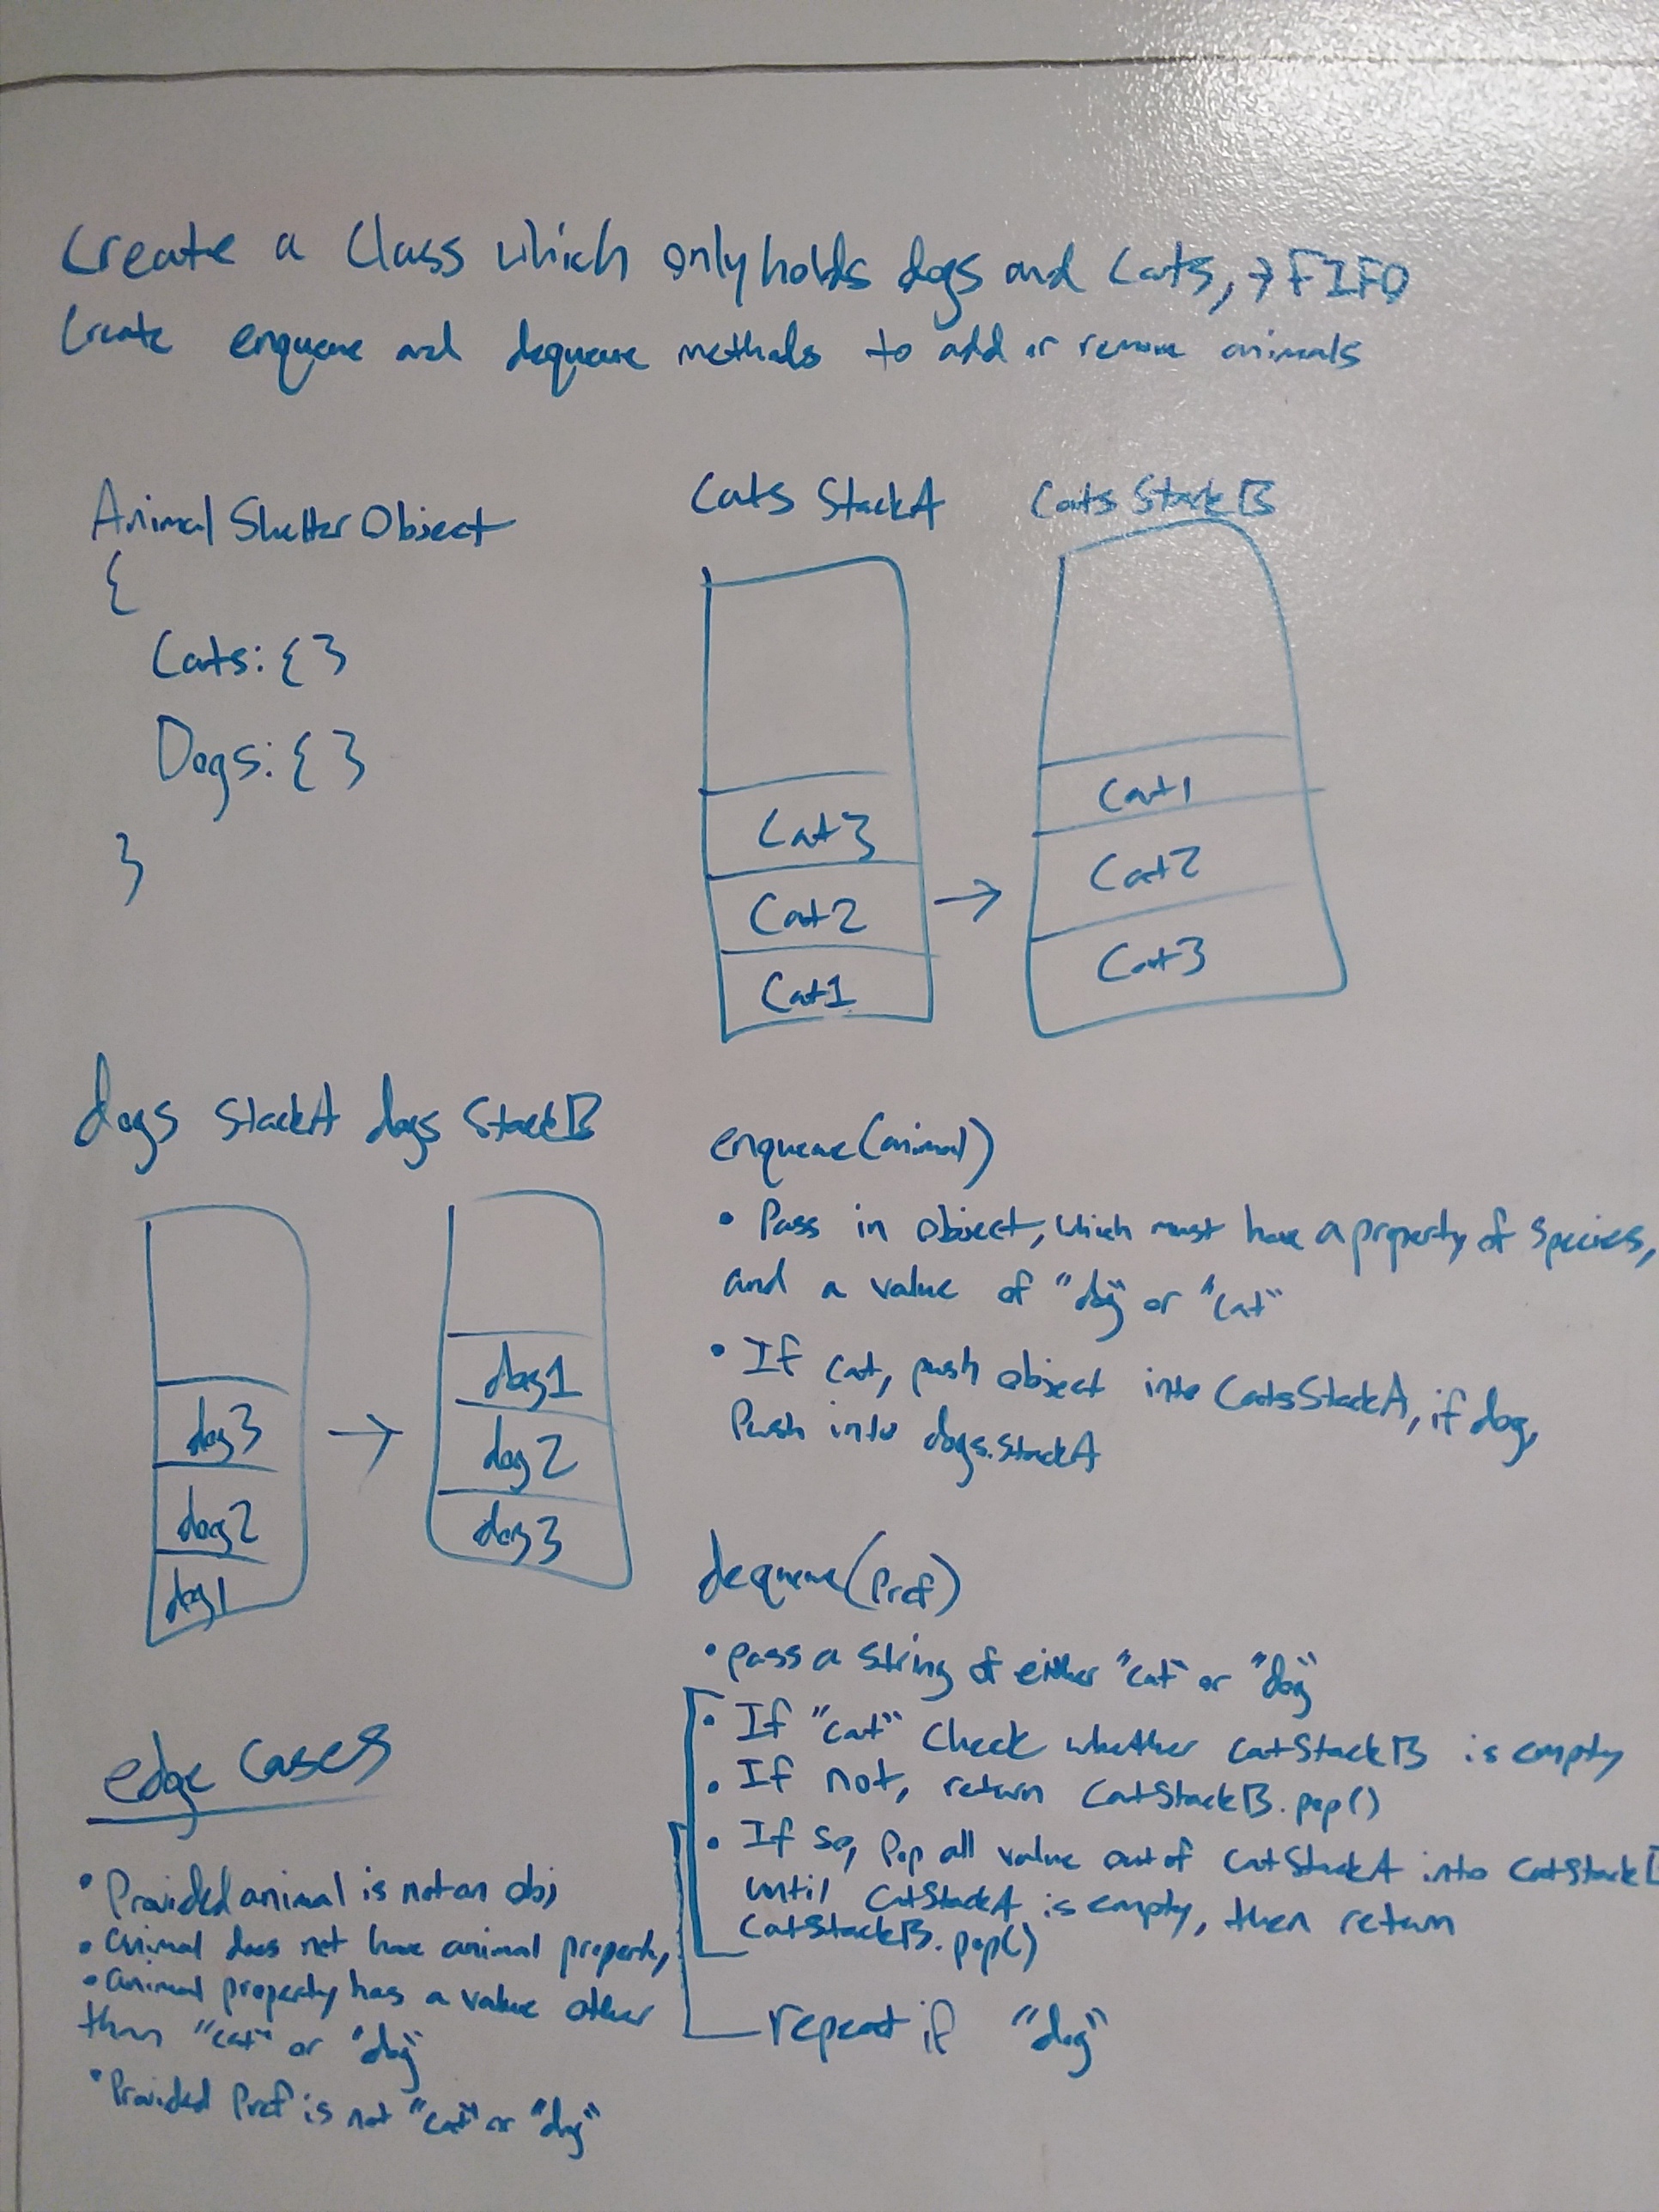 Create a Class which only holds dogs and Cats, → FIFO
Create enqueue and dequeue methods to add or remove animals
Animal Shelter Object
{
Cats: { }
Dogs: { }
}
Cats StackA
Cat3
Cat2
Cat1
→
Cats StackB
Cat1
Cat2
Cat3
dogs StackA
dog3
dog2
dog1
→
dogs StackB
dog1
dog2
dog3
enqueue(animal)
• Pass in object, which must have a property of species,
and a value of "dog" or "cat"
• If cat, push object into CatsStackA, if dog,
Push into dogs.stackA
dequeue(Pref)
• pass a string of either "cat" or "dog"
• If "cat" Check whether CatStackB is empty
• If not, return CatStackB.pop()
• If so, Pop all value out of CatStackA into CatStackB
until CatStackA is empty, then return
CatStackB.pop()
repeat if "dog"
edge cases
• Provided animal is not an obj
• animal does not have animal property,
• animal property has a value other
than "cat" or "dog"
• Provided Pref is not "cat" or "dog"